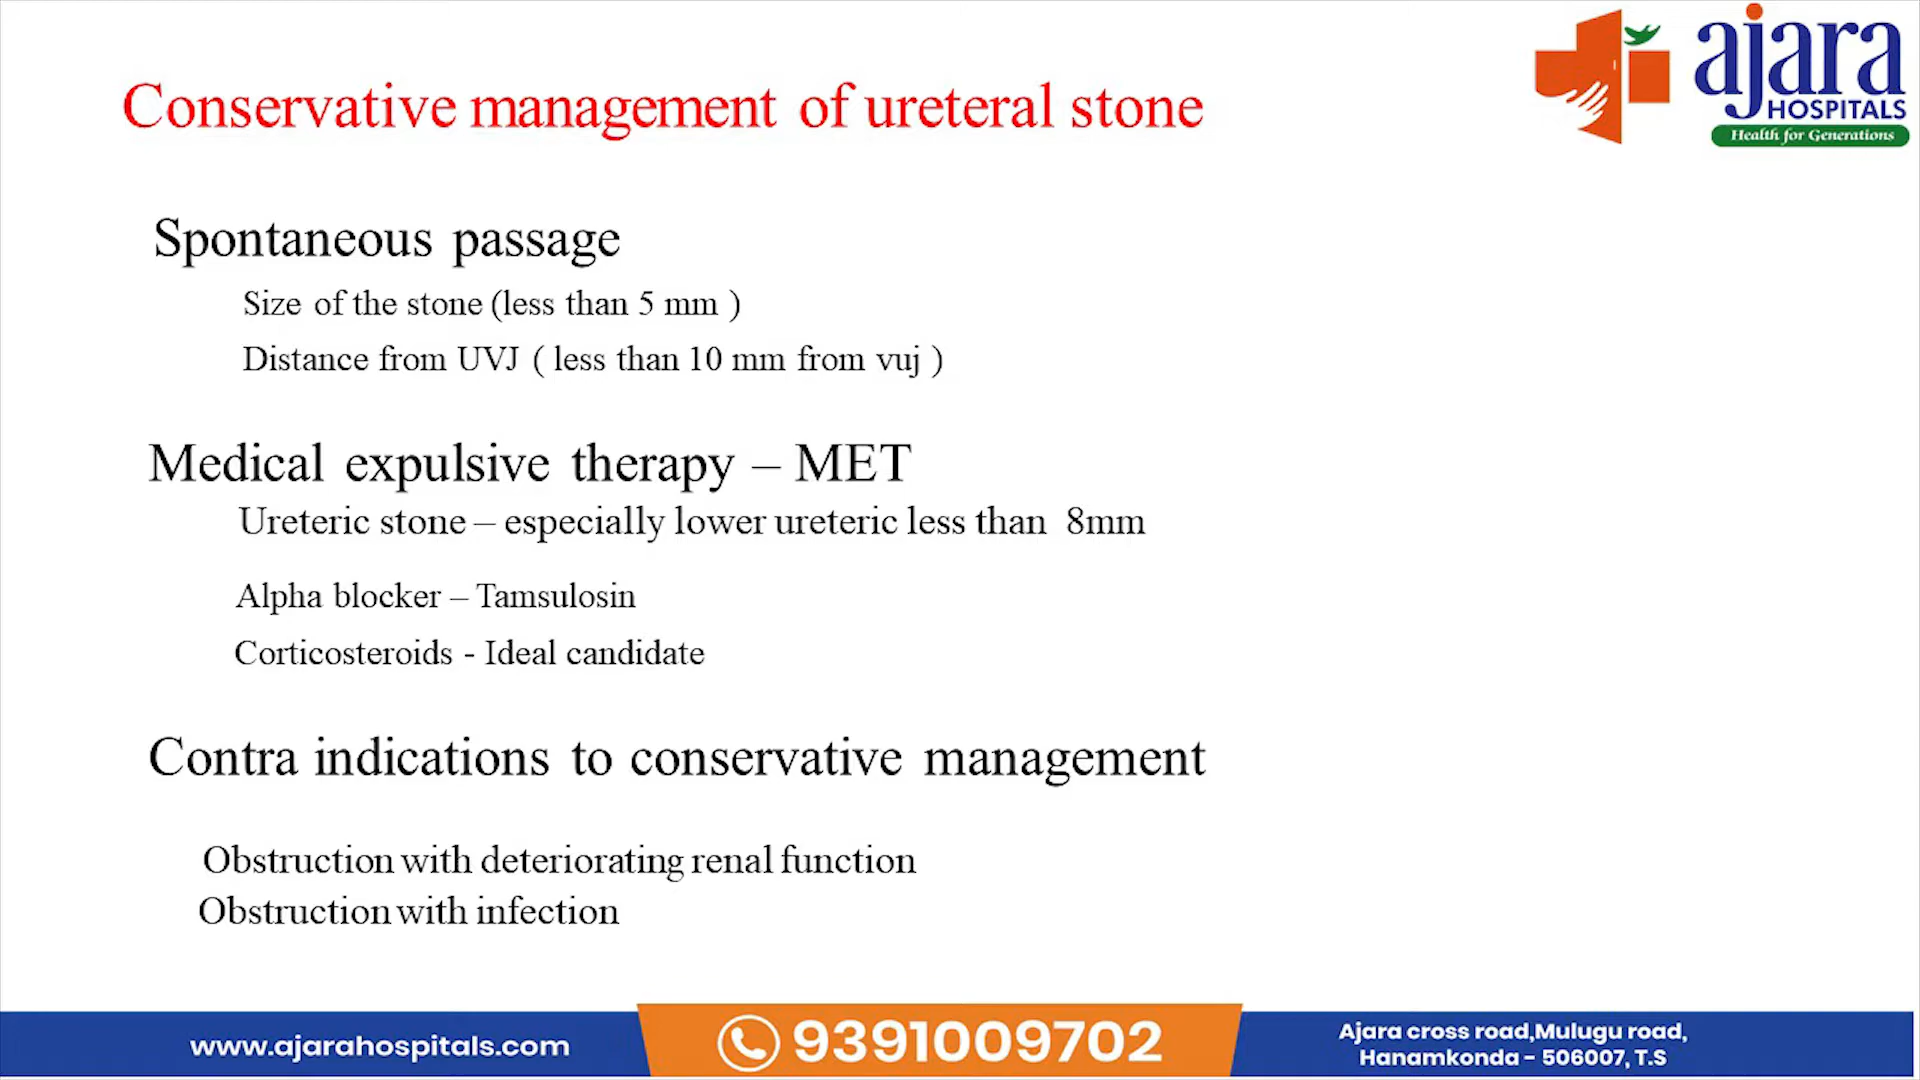 ajara
HOSPITALS
Health for Generations
Conservative management of ureteral stone
Spontaneous passage
Size of the stone (less than 5 mm )
Distance from UVJ ( less than 10 mm from vuj )
Medical expulsive therapy – MET
Ureteric stone – especially lower ureteric less than 8mm
Alpha blocker – Tamsulosin
Corticosteroids - Ideal candidate
Contra indications to conservative management
Obstruction with deteriorating renal function
Obstruction with infection
www.ajarahospitals.com
9391009702
Ajara cross road,Mulugu road,
Hanamkonda - 506007, T.S